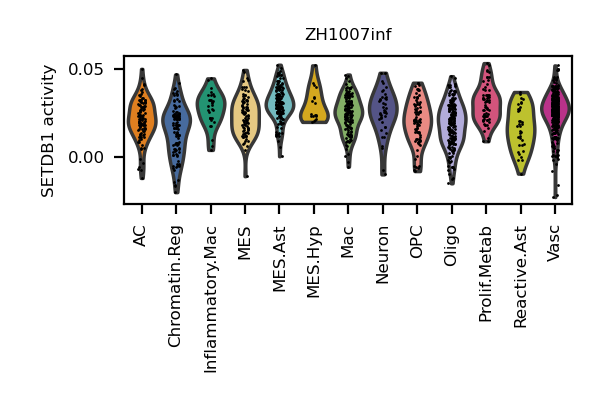 ZH1007inf
SETDB1 activity
0.05
0.00
AC
Chromatin.Reg
Inflammatory.Mac
MES
MES.Ast
MES.Hyp
Mac
Neuron
OPC
Oligo
Prolif.Metab
Reactive.Ast
Vasc